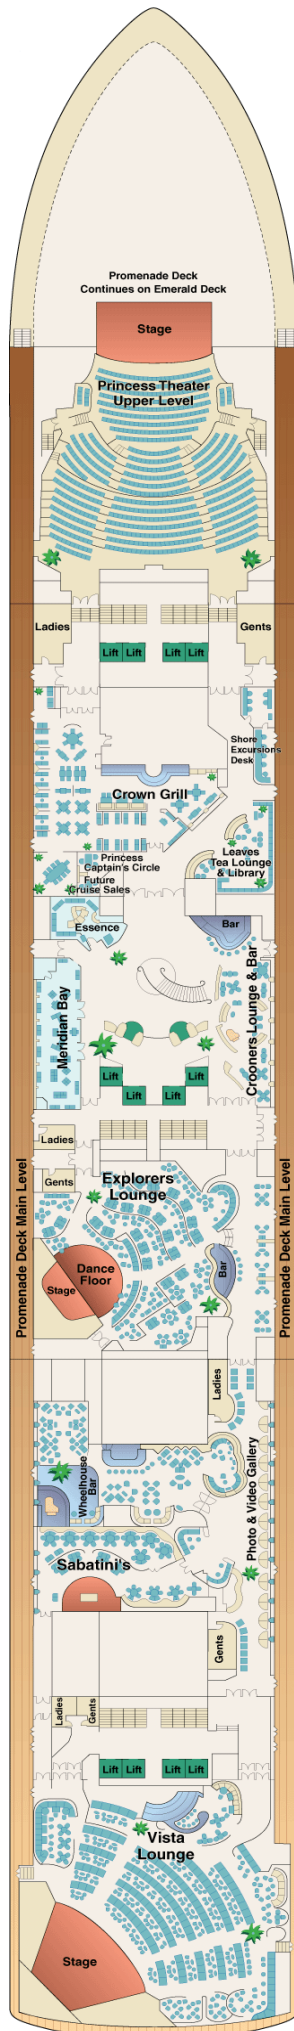 Promenade Deck
Continues on Emerald Deck
Stage
Princess Theater
Upper Level
Ladies
Gents
Lift
Lift
Lift
Lift
Shore
Excursions
Desk
Crown Grill
Princess
Captain's Circle
Future
Cruise Sales
Leaves
Tea Lounge
& Library
Essence
Bar
Meridian Bay
Crooners Lounge & Bar
Lift
Lift
Lift
Lift
Ladies
Gents
Explorers
Lounge
Dance
Floor
Stage
Bar
Promenade Deck Main Level
Promenade Deck Main Level
Ladies
Wheelhouse
Bar
Photo & Video Gallery
Sabatini's
Gents
Ladies
Gents
Lift
Lift
Lift
Lift
Vista
Lounge
Stage